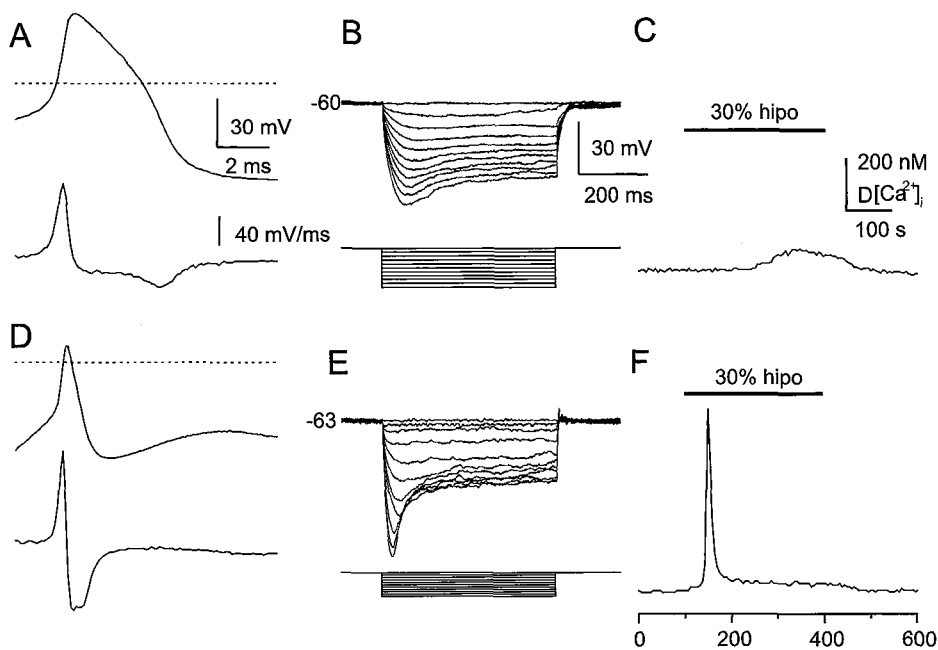 A
30 mV
2 ms
40 mV/ms
B
-60
30 mV
200 ms
C
30% hipo
200 nM
D[Ca²⁺]ᵢ
100 s
D
E
-63
F
30% hipo
0 200 400 600